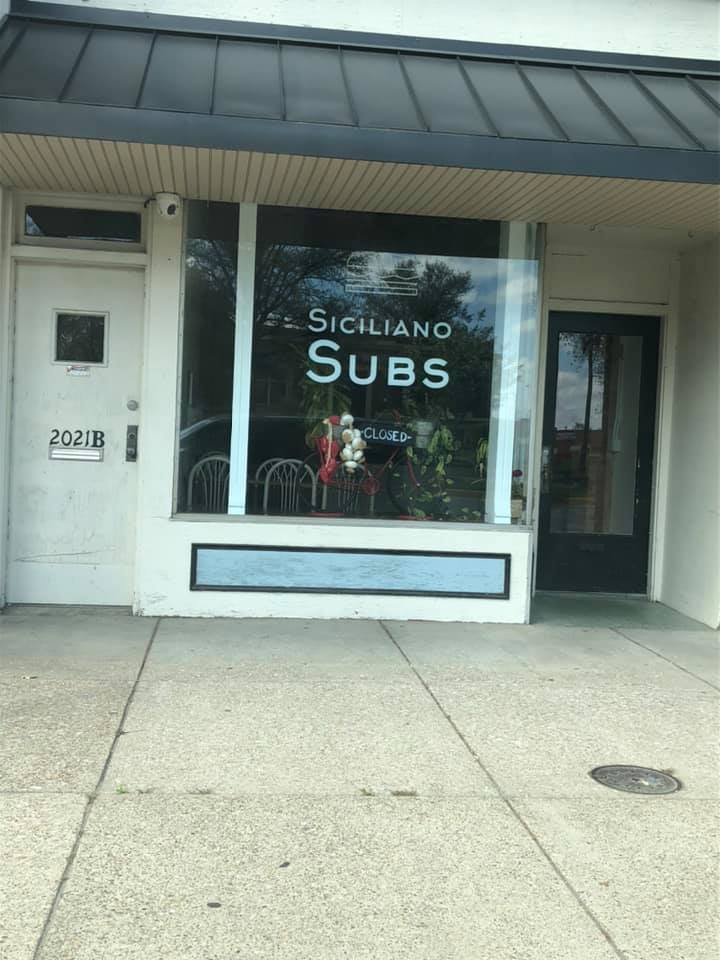 SICILIANO
SUBS
-CLOSED-
2021B